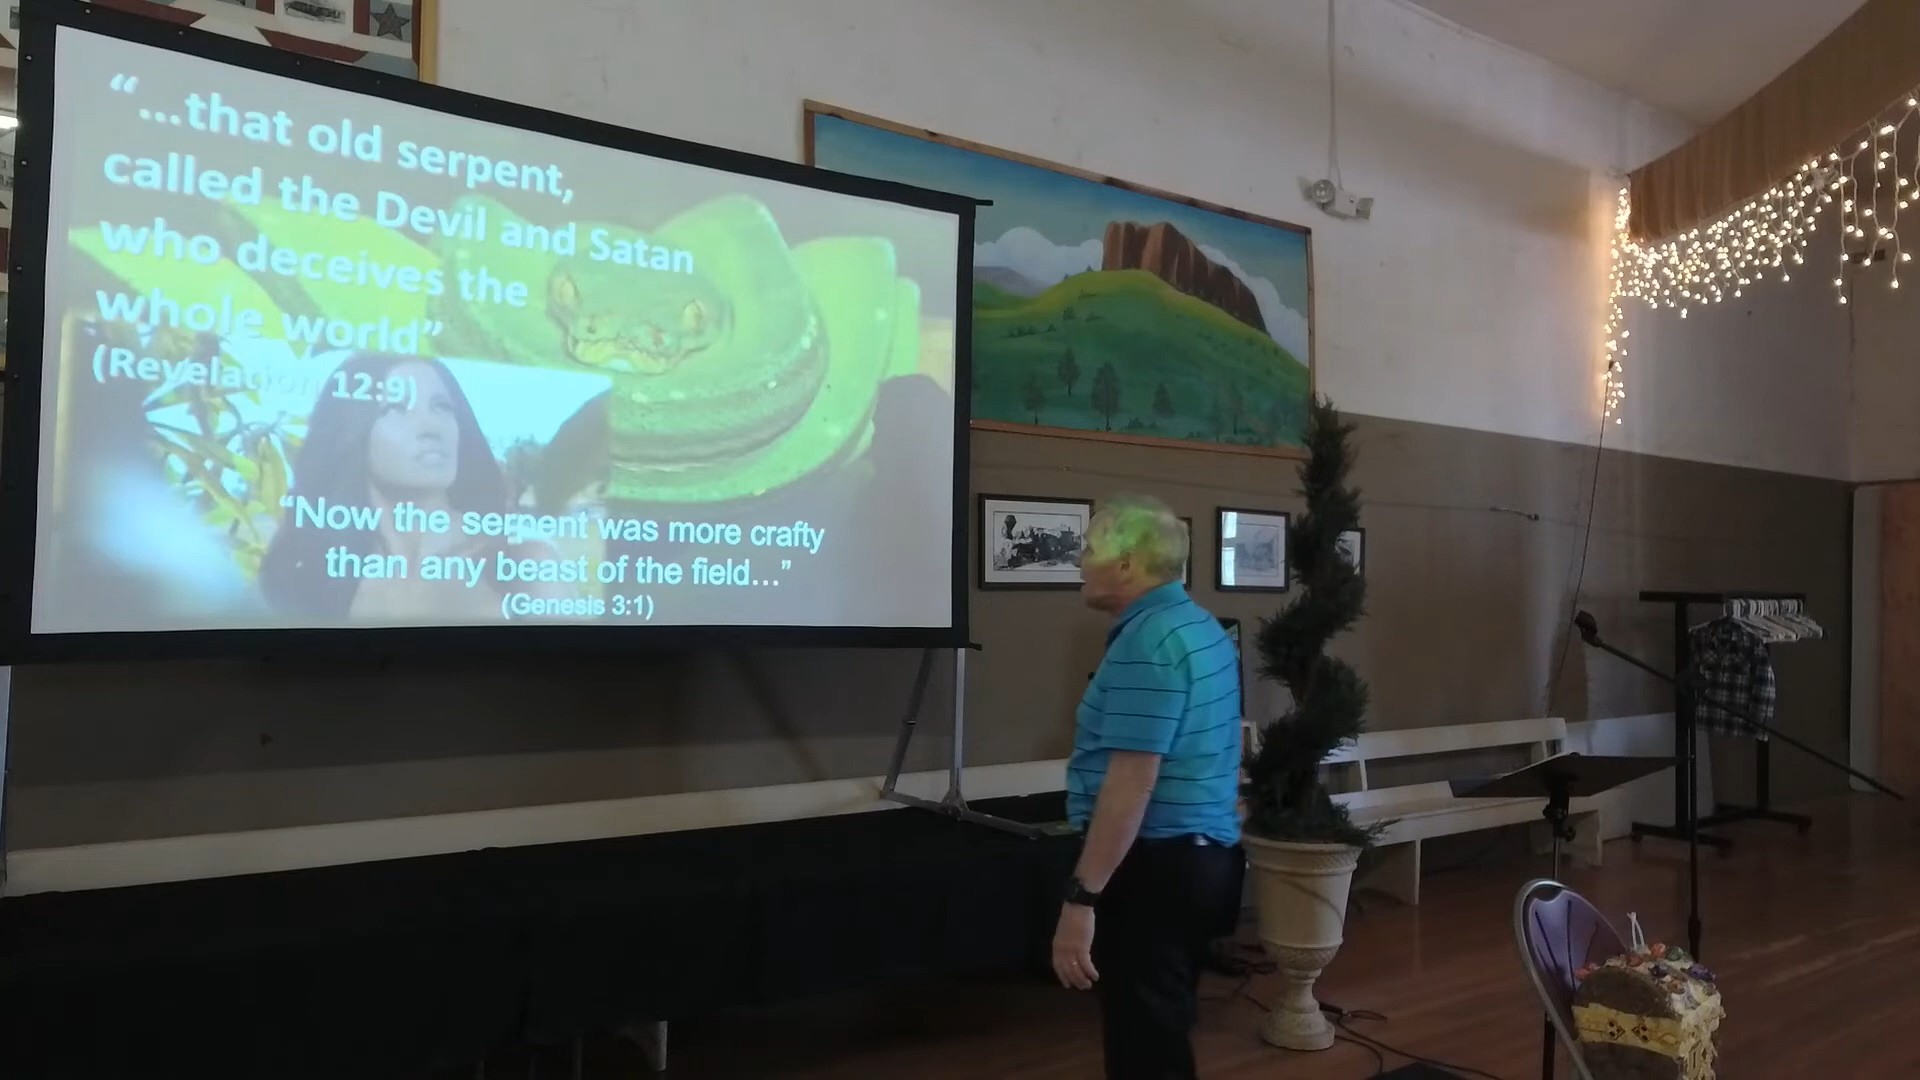 “...that old serpent,
called the Devil and Satan
who deceives the
whole world”
(Revelation 12:9)
“Now the serpent was more crafty
than any beast of the field...”
(Genesis 3:1)